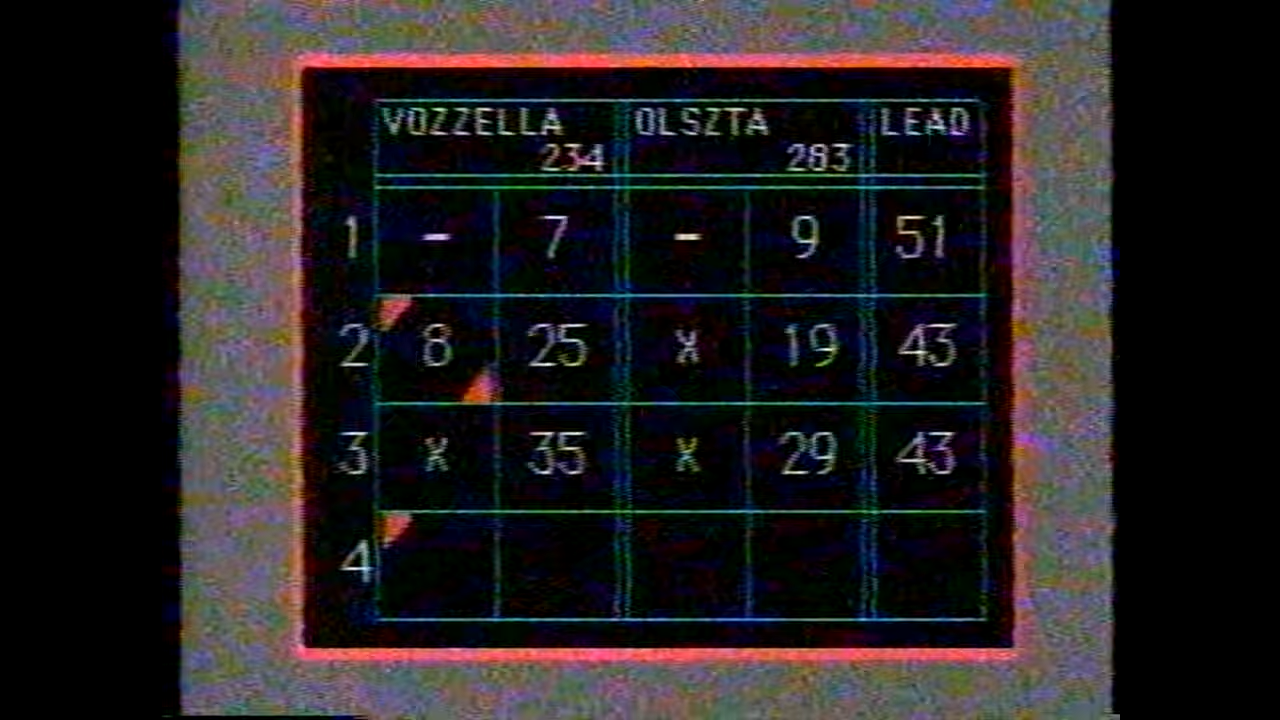 VOZZELLA OLSZTA LEAD
234 283
1 - 7 - 9 51
2 8 25 X 19 43
3 X 35 X 29 43
4